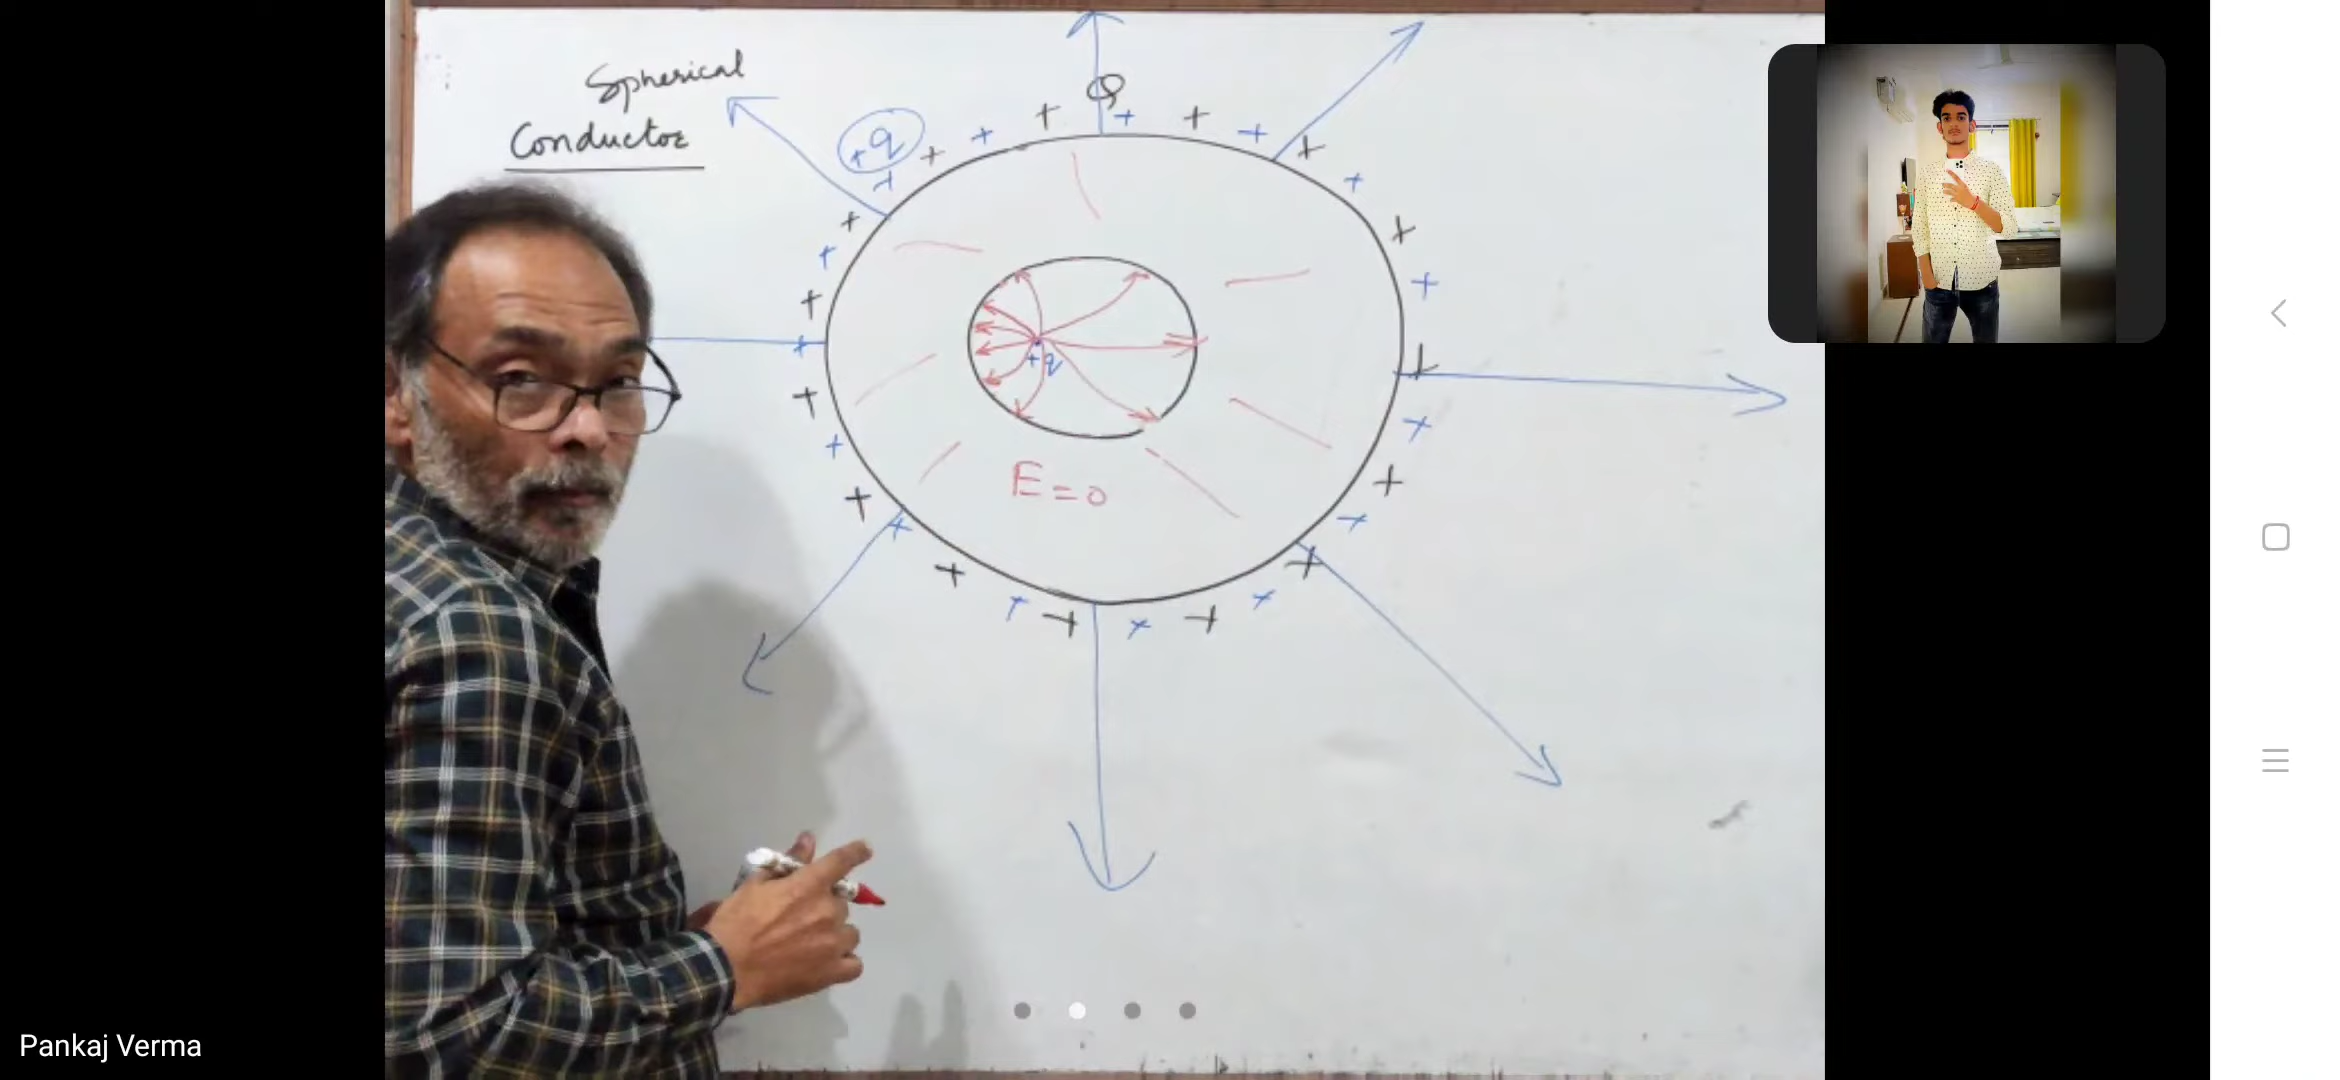 Spherical
Conductor
Q
+q
+q
E=0
Pankaj Verma